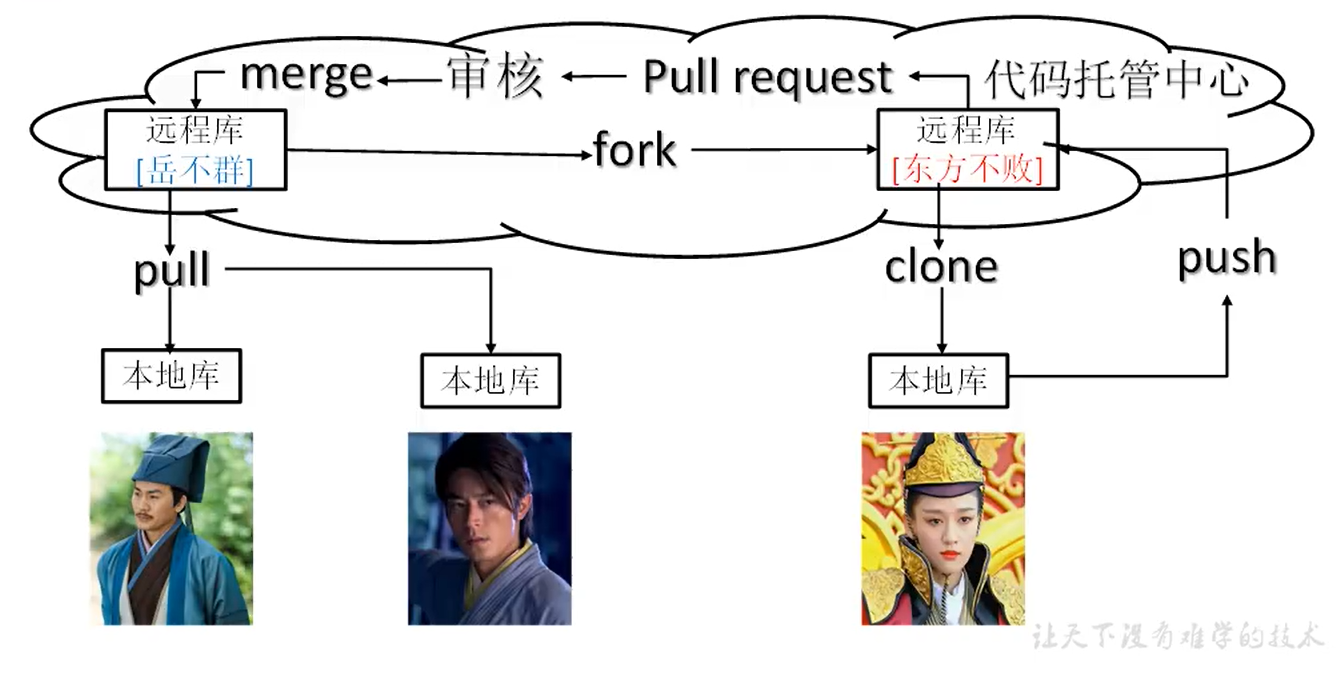 merge
审核
Pull request
代码托管中心
远程库
[岳不群]
fork
远程库
[东方不败]
pull
clone
push
本地库
本地库
本地库
让天下没有难学的技术